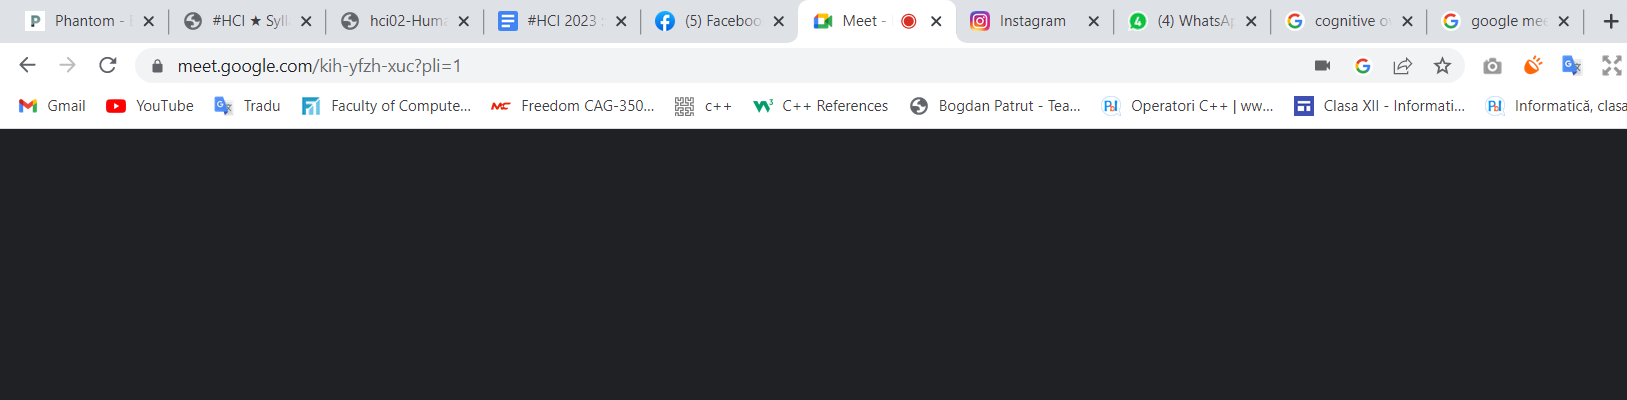 Phantom - #HCI ★ Syll hci02-Huma #HCI 2023 (5) Faceboo Meet - Instagram (4) WhatsAp cognitive o google mee
meet.google.com/kih-yfzh-xuc?pli=1
Gmail YouTube Tradu Faculty of Compute... Freedom CAG-350... c++ C++ References Bogdan Patrut - Tea... Operatori C++ | ww... Clasa XII - Informati... Informatică, clasa